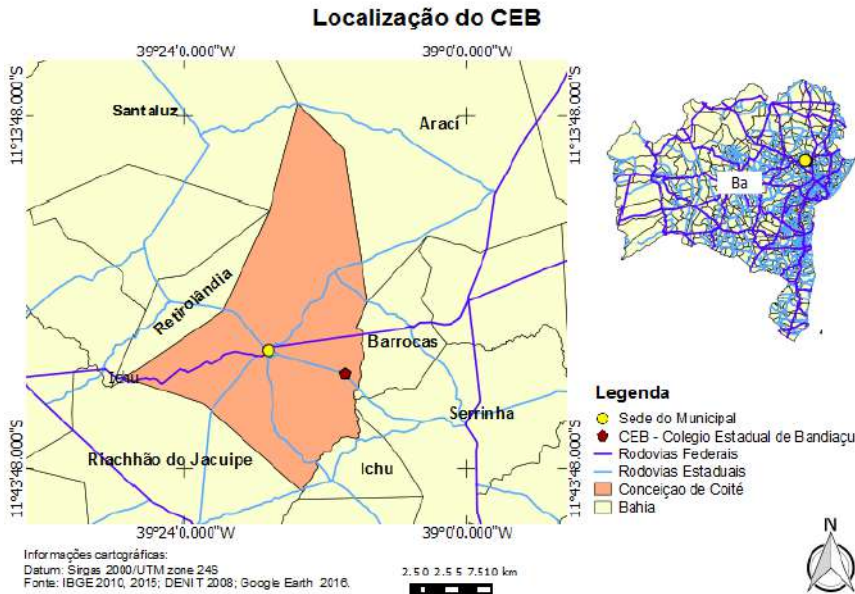 Localização do CEB
39°24'0.000"W
39°0'0.000"W
11°13'48.000"S
11°13'48.000"S
Santaluz
Araci
Ba
Retirolândia
Barrocas
Ichu
Serrinha
Riachhão do Jacuipe
Ichu
11°43'48.000"S
11°43'48.000"S
39°24'0.000"W
39°0'0.000"W
Legenda
Sede do Municipal
CEB - Colegio Estadual de Bandiaçu
Rodovias Federais
Rodovias Estaduais
Conceiçao de Coité
Bahia
N
Informações cartográficas:
Datum: Sirgas 2000/UTM zone 24S
Fonte: IBGE 2010, 2015; DENIT 2008; Google Earth 2016.
2.5 0 2.5 5 7.510 km